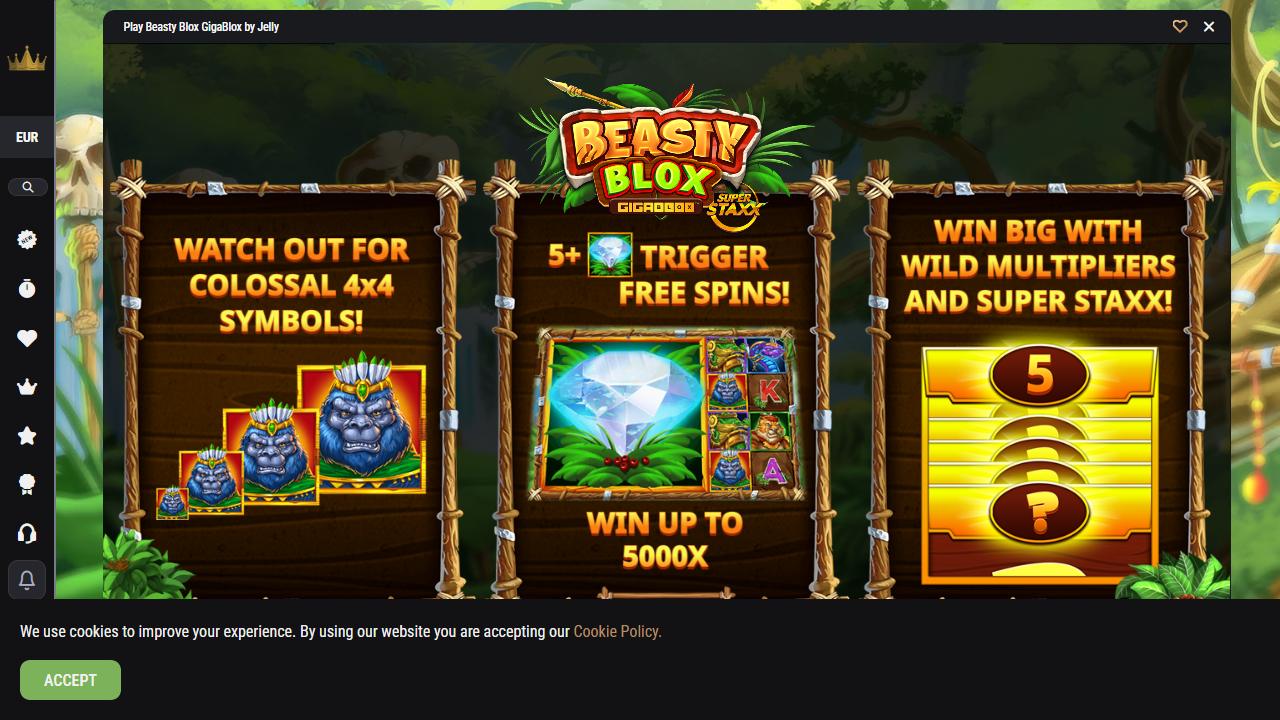 Play Beasty Blox GigaBlox by Jelly
EUR
NEW
BEASTY
BLOX
GIGABLOX
SUPER
STAXX
WATCH OUT FOR
COLOSSAL 4x4
SYMBOLS!
5+ TRIGGER
FREE SPINS!
K
A
WIN UP TO
5000X
WIN BIG WITH
WILD MULTIPLIERS
AND SUPER STAXX!
5
?
We use cookies to improve your experience. By using our website you are accepting our Cookie Policy.
ACCEPT